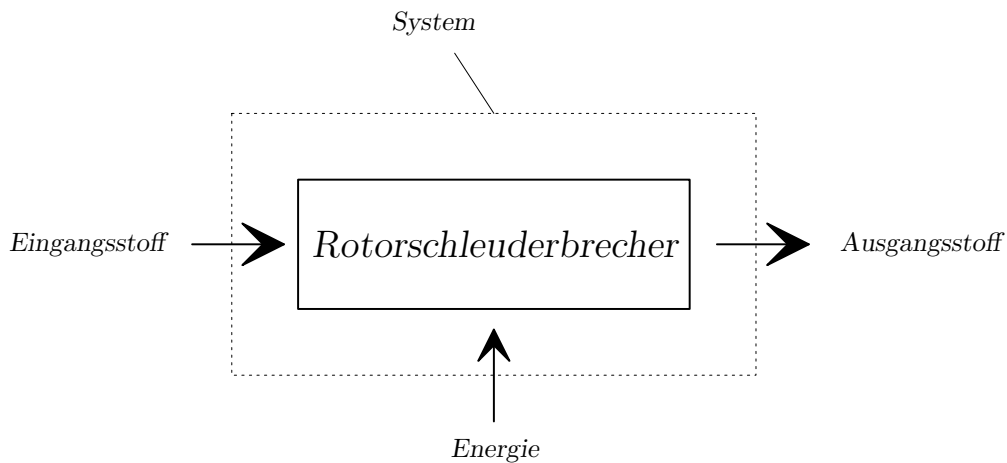 System
Eingangsstoff
Rotorschleuderbrecher
Ausgangsstoff
Energie